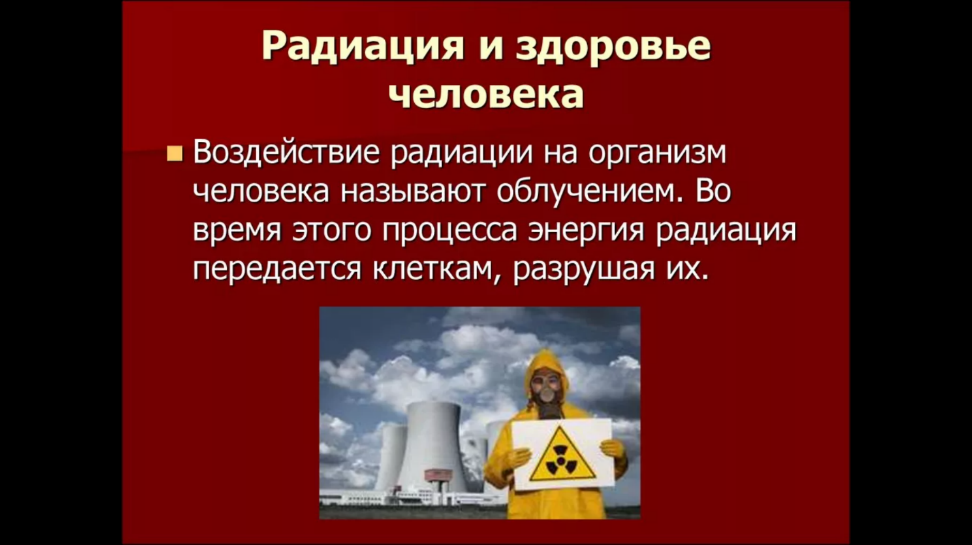 Радиация и здоровье
человека
Воздействие радиации на организм
человека называют облучением. Во
время этого процесса энергия радиация
передается клеткам, разрушая их.